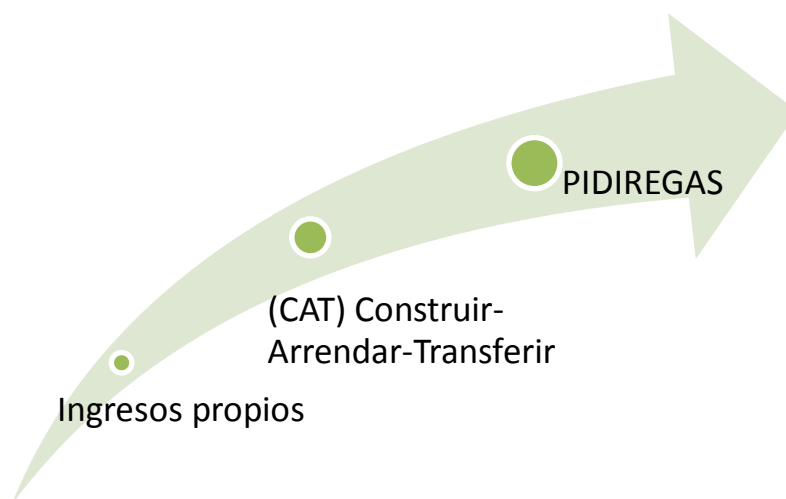 PIDIREGAS
(CAT) Construir-
Arrendar-Transferir
Ingresos propios